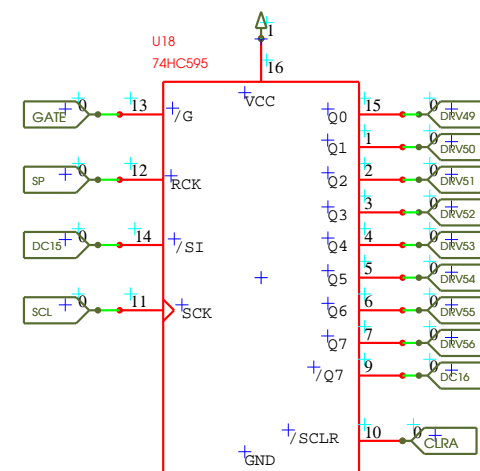 1
U18
74HC595
16
VCC
GATE 0 13 /G Q0 15 0 DRV49
Q1 1 0 DRV50
SP 0 12 RCK Q2 2 0 DRV51
Q3 3 0 DRV52
DC15 0 14 /SI Q4 4 0 DRV53
Q5 5 0 DRV54
SCL 0 11 SCK Q6 6 0 DRV55
Q7 7 0 DRV56
/Q7 9 0 DC16
/SCLR 10 0 CLRA
GND